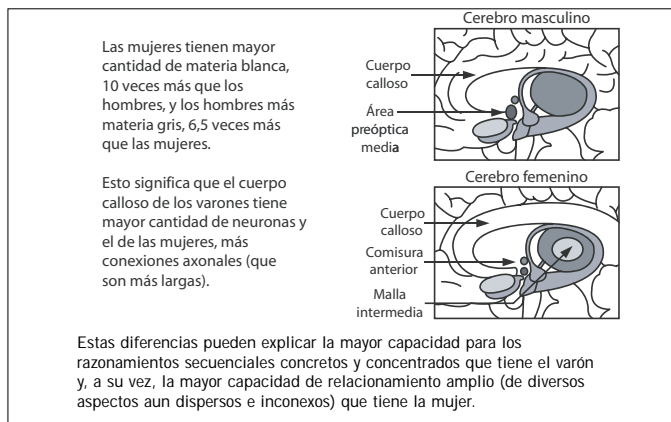 Cerebro masculino
Las mujeres tienen mayor
cantidad de materia blanca,
10 veces más que los
hombres, y los hombres más
materia gris, 6,5 veces más
que las mujeres.
Esto significa que el cuerpo
calloso de los varones tiene
mayor cantidad de neuronas y
el de las mujeres, más
conexiones axonales (que
son más largas).
Cuerpo
calloso
Área
preóptica
media
Cerebro femenino
Cuerpo
calloso
Comisura
anterior
Malla
intermedia
Estas diferencias pueden explicar la mayor capacidad para los
razonamientos secuenciales concretos y concentrados que tiene el varón
y, a su vez, la mayor capacidad de relacionamiento amplio (de diversos
aspectos aun dispersos e inconexos) que tiene la mujer.